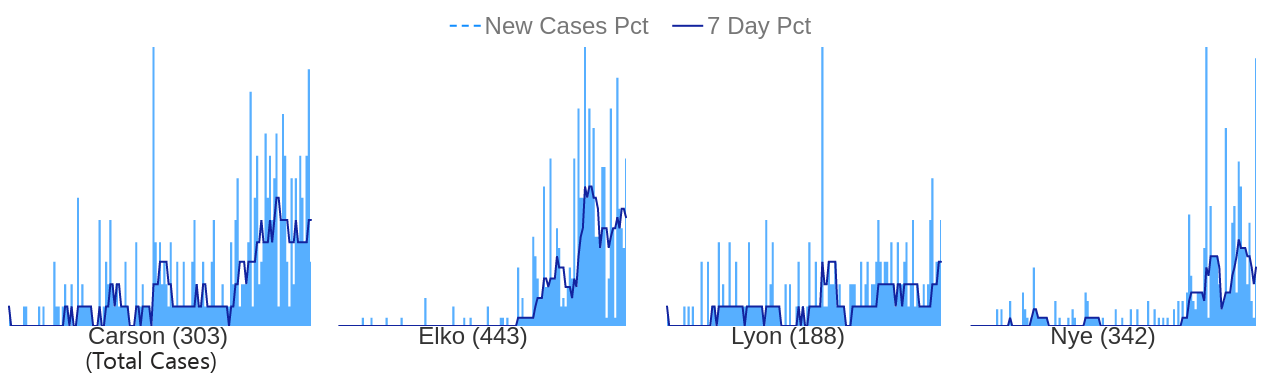 New Cases Pct 7 Day Pct
Carson (303) Elko (443) Lyon (188) Nye (342)
(Total Cases)